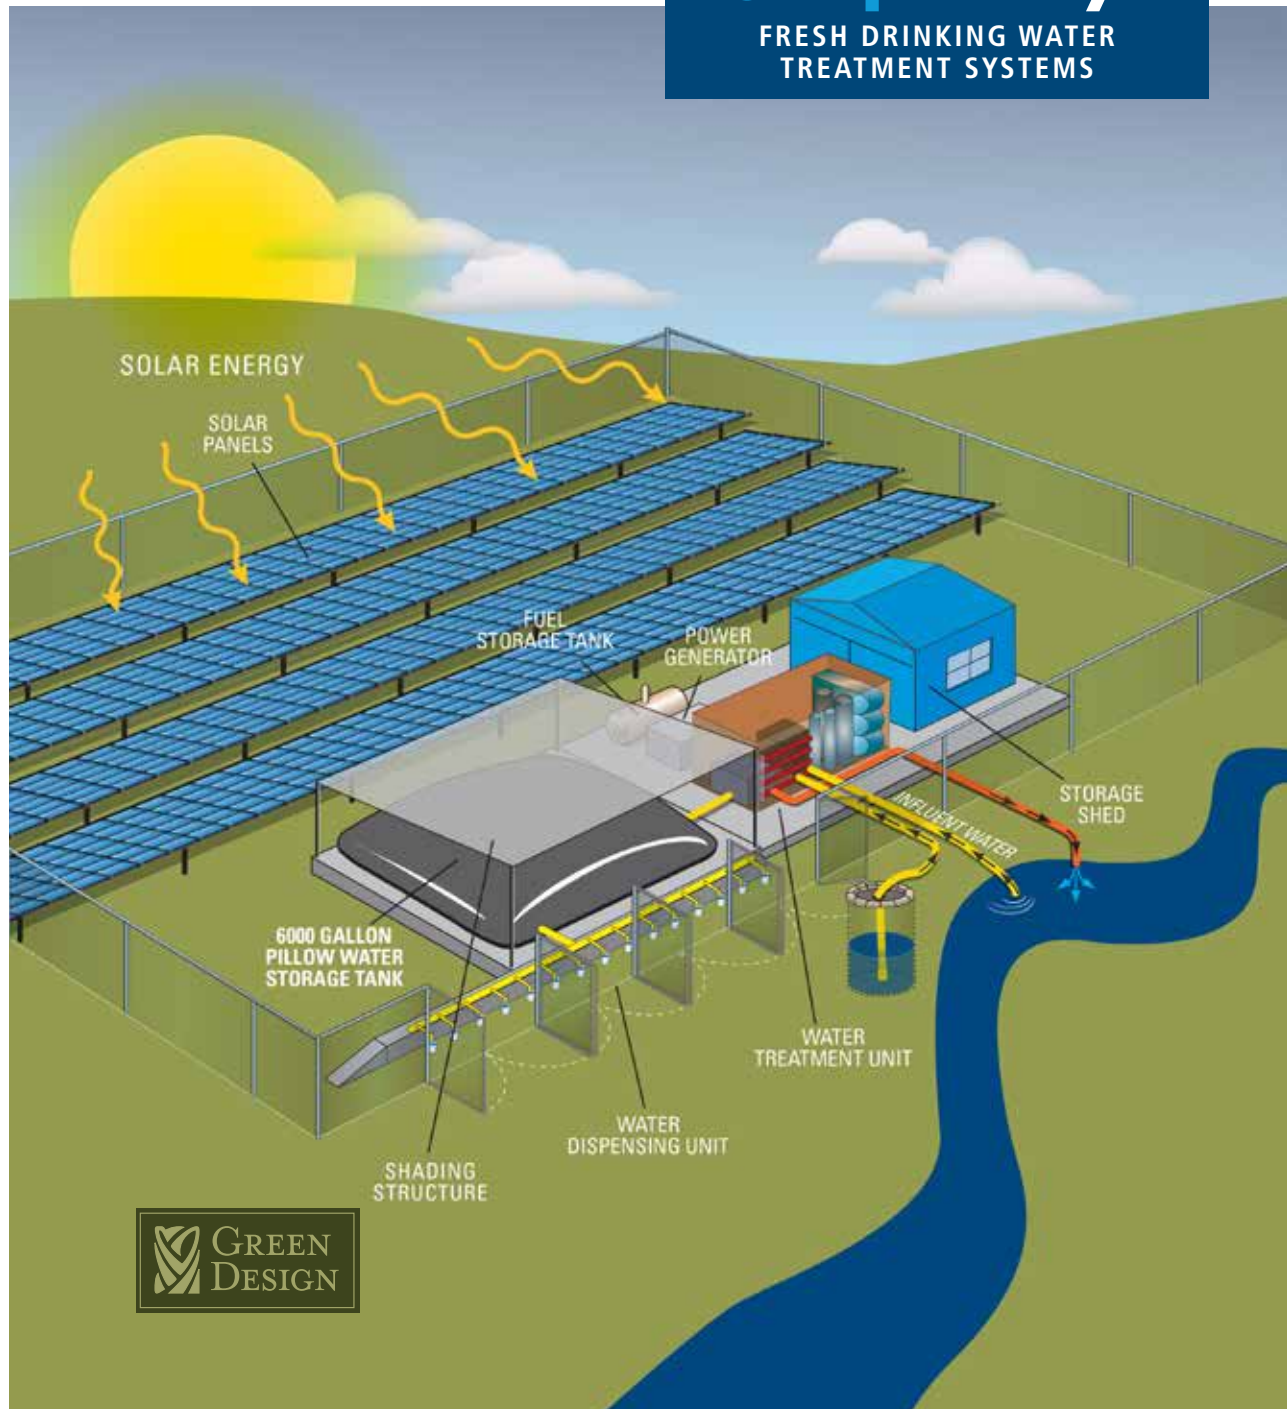 FRESH DRINKING WATER
TREATMENT SYSTEMS
SOLAR ENERGY
SOLAR
PANELS
FUEL
STORAGE TANK
POWER
GENERATOR
STORAGE
SHED
INFLUENT WATER
6000 GALLON
PILLOW WATER
STORAGE TANK
WATER
TREATMENT UNIT
WATER
DISPENSING UNIT
SHADING
STRUCTURE
GREEN
DESIGN